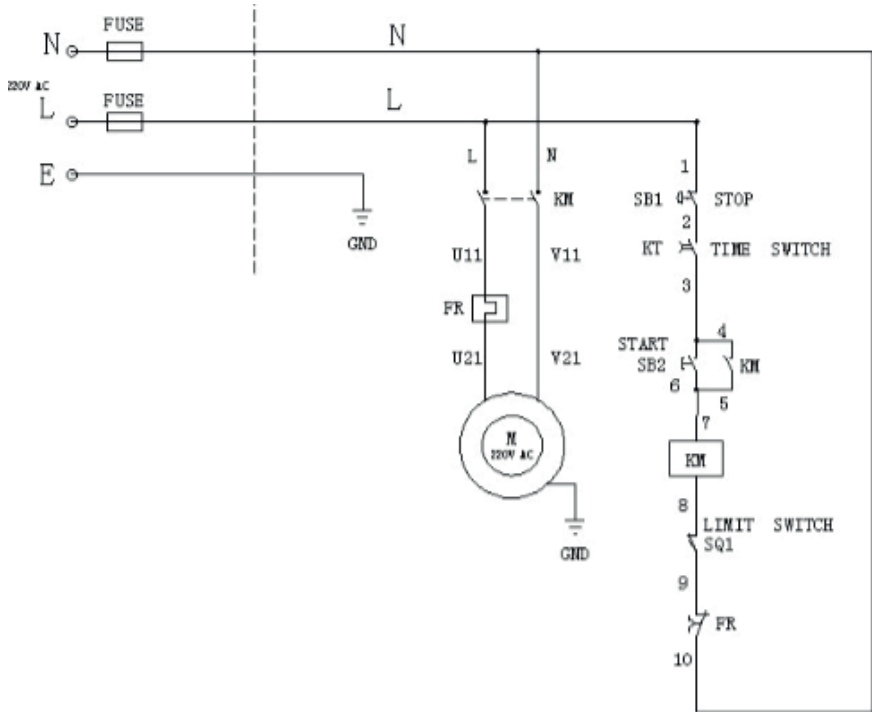 FUSE
N
N
220V AC
L
FUSE
L
E
GND
L
N
KM
1
SB1
STOP
2
KT
TIME SWITCH
U11
V11
3
FR
4
START
SB2
KM
U21
V21
6
5
7
M
220V AC
KM
8
LIMIT SWITCH
SQ1
GND
9
FR
10